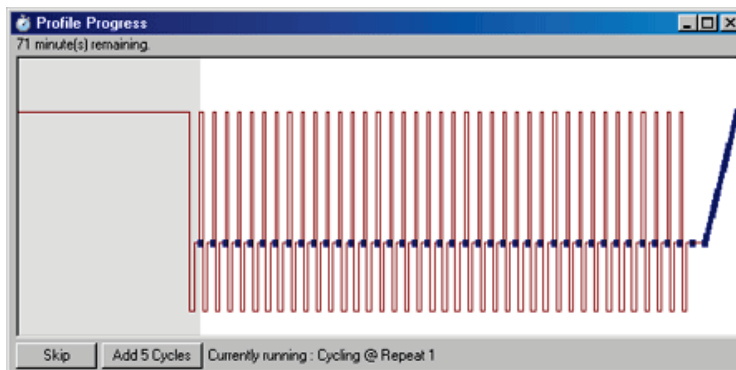 Profile Progress
71 minute(s) remaining.
Skip
Add 5 Cycles
Currently running : Cycling @ Repeat 1